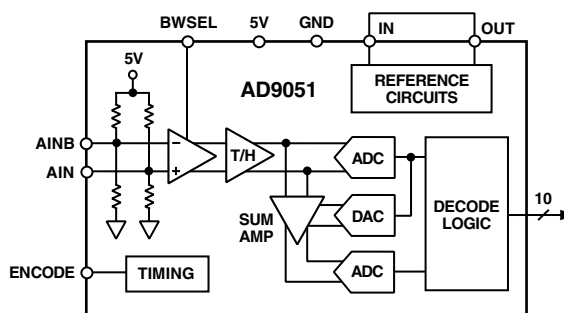 BWSEL 5V GND IN OUT
5V
AD9051
REFERENCE
CIRCUITS
AINB
AIN
–
+
T/H
ADC
SUM
AMP
DAC
ADC
DECODE
LOGIC
10
ENCODE
TIMING